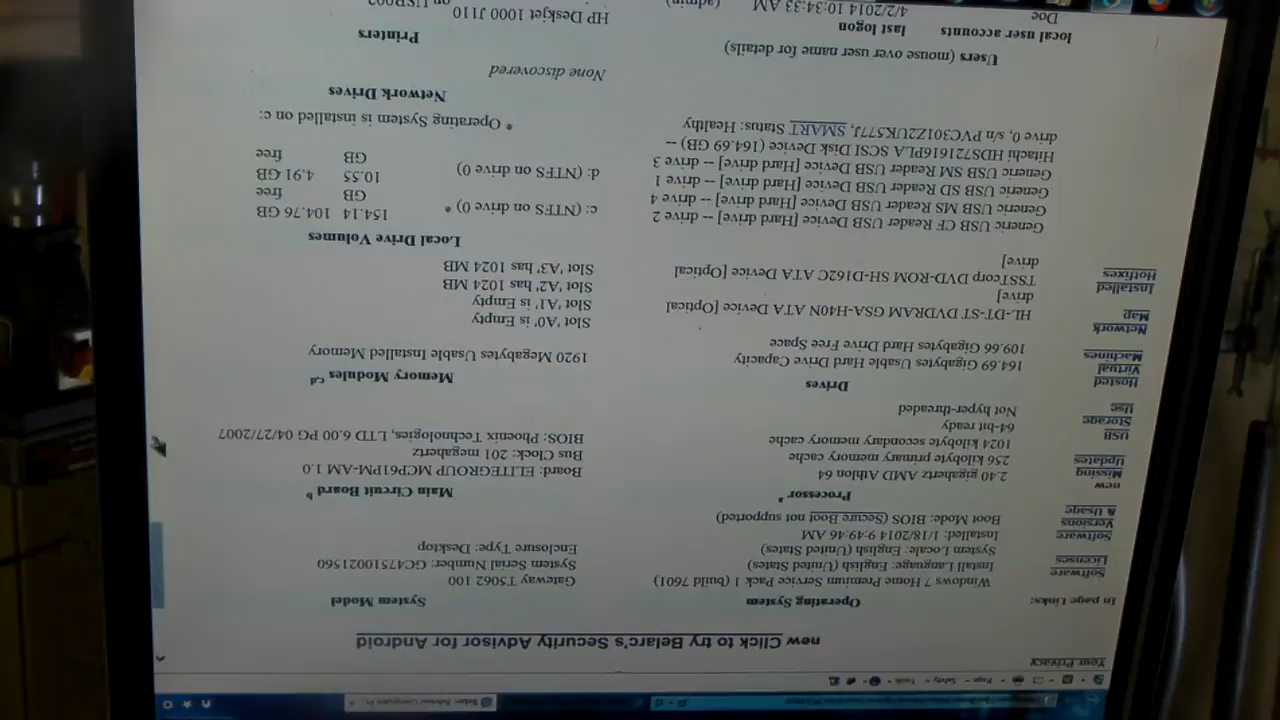 Your Privacy
new Click to try Belarc's Security Advisor for Android
In page Links:
Software
Licenses
Software
Versions
& Usage
new
Missing
Updates
USB
Storage
Use
Hosted
Virtual
Machines
Network
Map
Installed
Hotfixes
Operating System
Windows 7 Home Premium Service Pack 1 (build 7601)
Install Language: English (United States)
System Locale: English (United States)
Installed: 1/18/2014 9:49:46 AM
Boot Mode: BIOS (Secure Boot not supported)
System Model
Gateway T5062 100
System Serial Number: GC47510021560
Enclosure Type: Desktop
Processor a
2.40 gigahertz AMD Athlon 64
256 kilobyte primary memory cache
1024 kilobyte secondary memory cache
64-bit ready
Not hyper-threaded
Main Circuit Board b
Board: ELITEGROUP MCP61PM-AM 1.0
Bus Clock: 201 megahertz
BIOS: Phoenix Technologies, LTD 6.00 PG 04/27/2007
Drives
164.69 Gigabytes Usable Hard Drive Capacity
109.66 Gigabytes Hard Drive Free Space
HL-DT-ST DVDRAM GSA-H40N ATA Device [Optical
drive]
TSSTcorp DVD-ROM SH-D162C ATA Device [Optical
drive]
Generic USB CF Reader USB Device [Hard drive] -- drive 2
Generic USB MS Reader USB Device [Hard drive] -- drive 4
Generic USB SD Reader USB Device [Hard drive] -- drive 1
Generic USB SM Reader USB Device [Hard drive] -- drive 3
Hitachi HDS721616PLA SCSI Disk Device (164.69 GB) --
drive 0, s/n PVC301Z2UK577J, SMART Status: Healthy
Memory Modules c,d
1920 Megabytes Usable Installed Memory
Slot 'A0' is Empty
Slot 'A1' is Empty
Slot 'A2' has 1024 MB
Slot 'A3' has 1024 MB
Local Drive Volumes
c: (NTFS on drive 0) * 154.14 104.76 GB
GB free
d: (NTFS on drive 0) 10.55 4.91 GB
GB free
* Operating System is installed on c:
Network Drives
None discovered
Users (mouse over user name for details)
local user accounts last logon
Doc 4/2/2014 10:34:33 AM (admin)
Printers
HP Deskjet 1000 J110